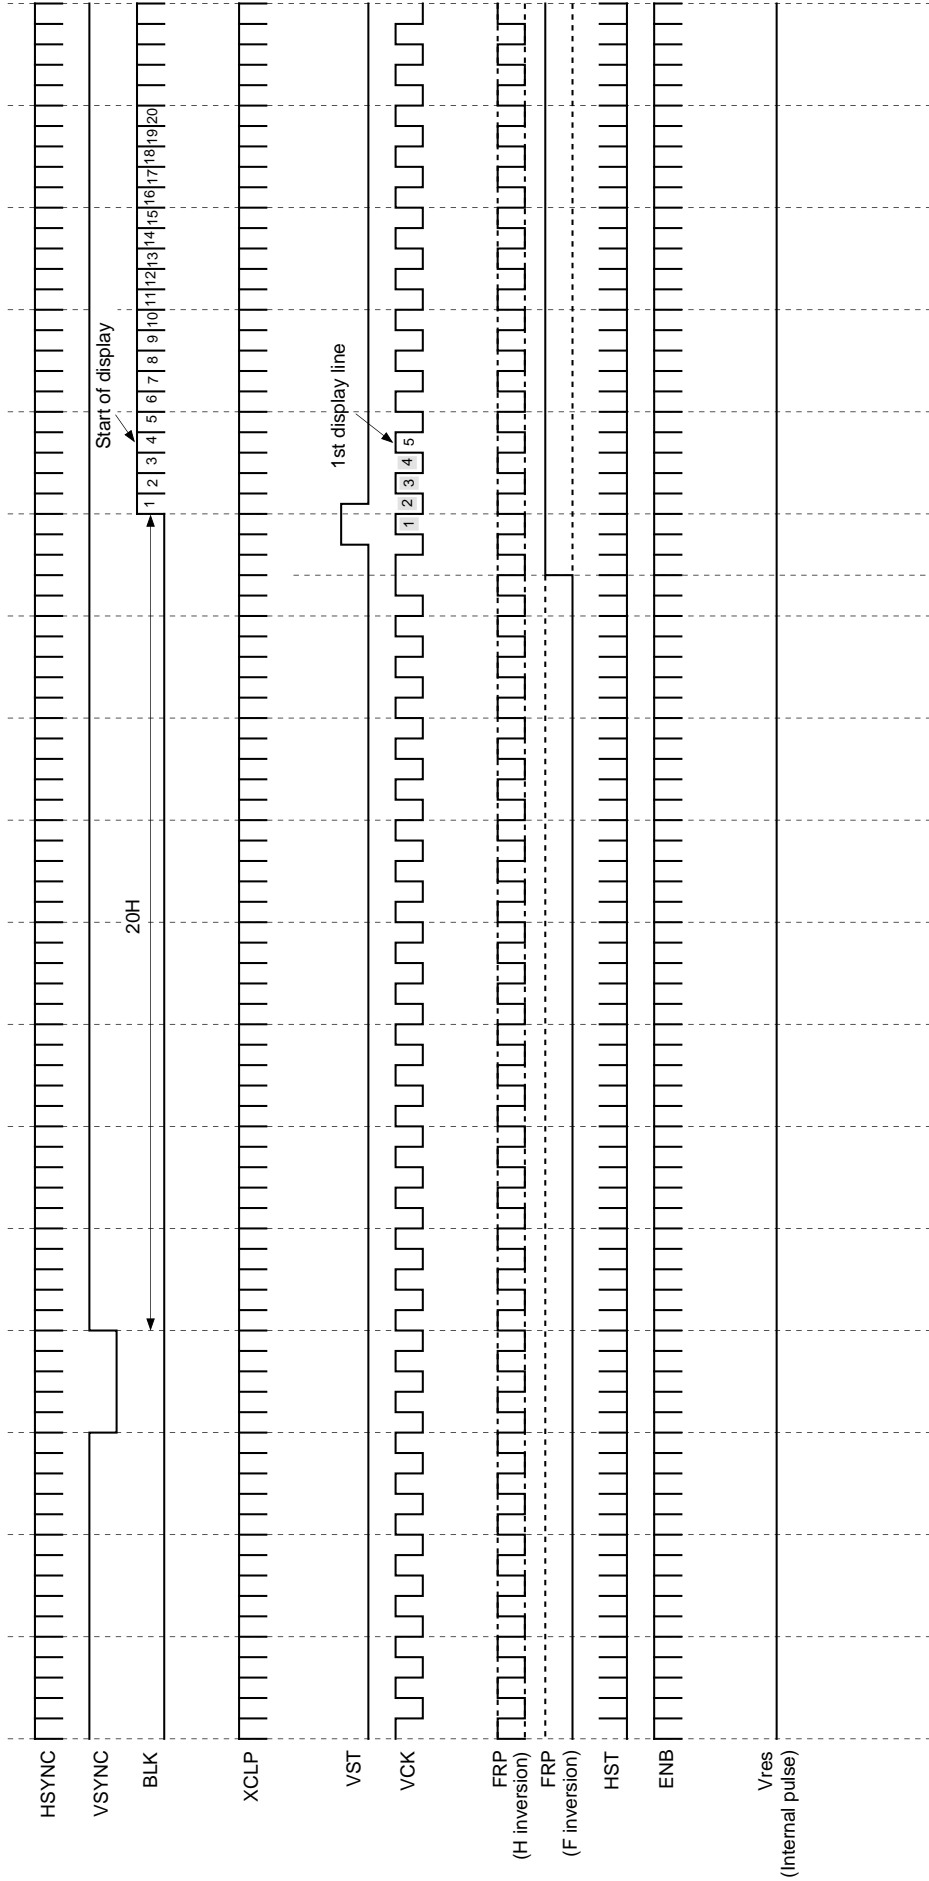 HSYNC
VSYNC
20H
Start of display
BLK
1 2 3 4 5 6 7 8 9 10 11 12 13 14 15 16 17 18 19 20
XCLP
VST
1st display line
VCK
1 2 3 4 5
FRP
(H inversion)
FRP
(F inversion)
HST
ENB
Vres
(Internal pulse)